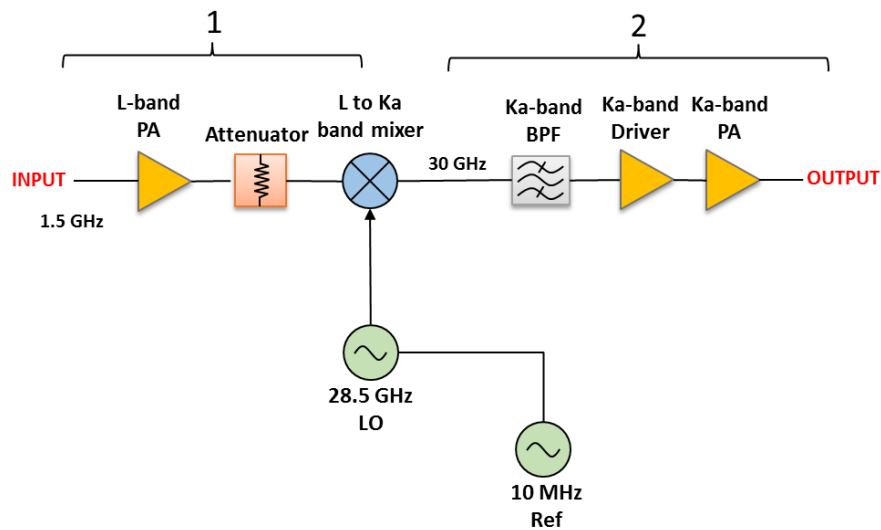 1
2
L-band
PA
Attenuator
L to Ka
band mixer
Ka-band
BPF
Ka-band
Driver
Ka-band
PA
30 GHz
INPUT
OUTPUT
1.5 GHz
28.5 GHz
LO
10 MHz
Ref